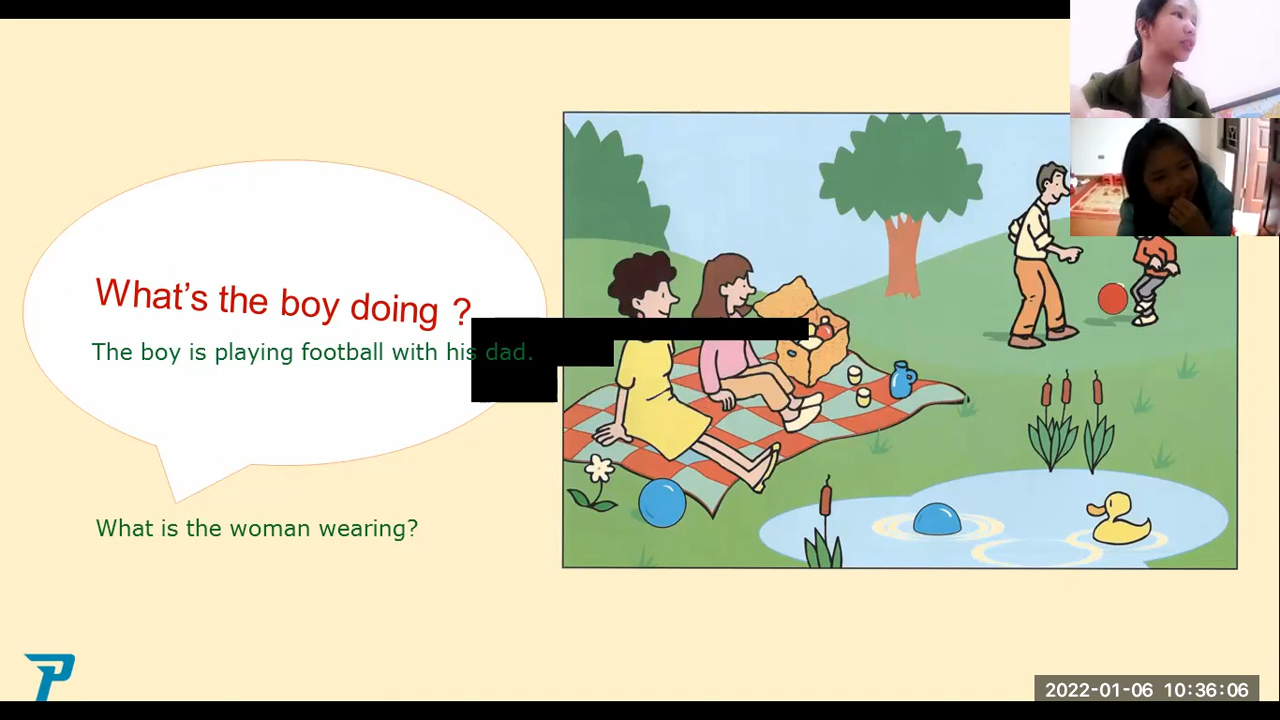 What's the boy doing ?
The boy is playing football with his dad.
What is the woman wearing?
2022-01-06 10:36:06